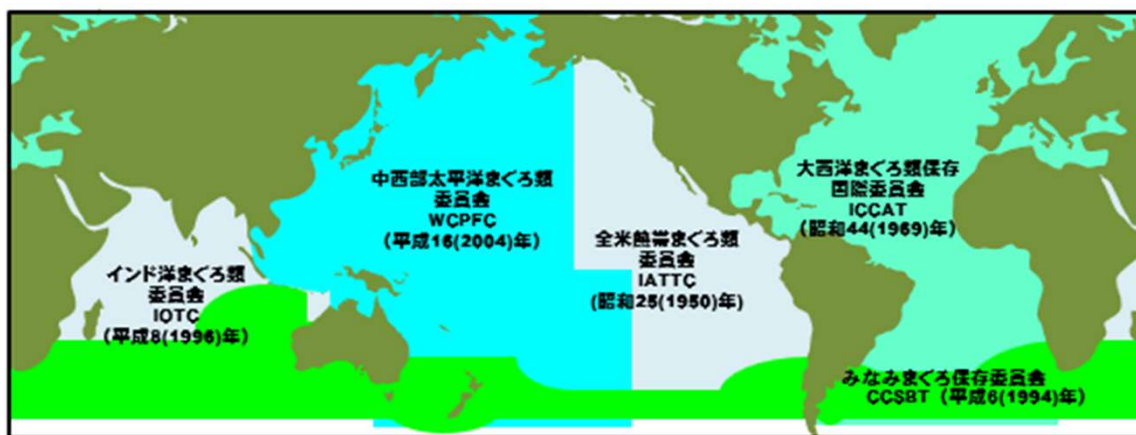 中西部太平洋まぐろ類
委員会
WCPFC
（平成16(2004)年）
大西洋まぐろ類保存
国際委員会
ICCAT
（昭和44(1969)年）
全米熱帯まぐろ類
委員会
IATTC
(昭和25(1950)年)
インド洋まぐろ類
委員会
IOTC
（平成8(1996)年）
みなみまぐろ保存委員会
CCSBT（平成6(1994)年）